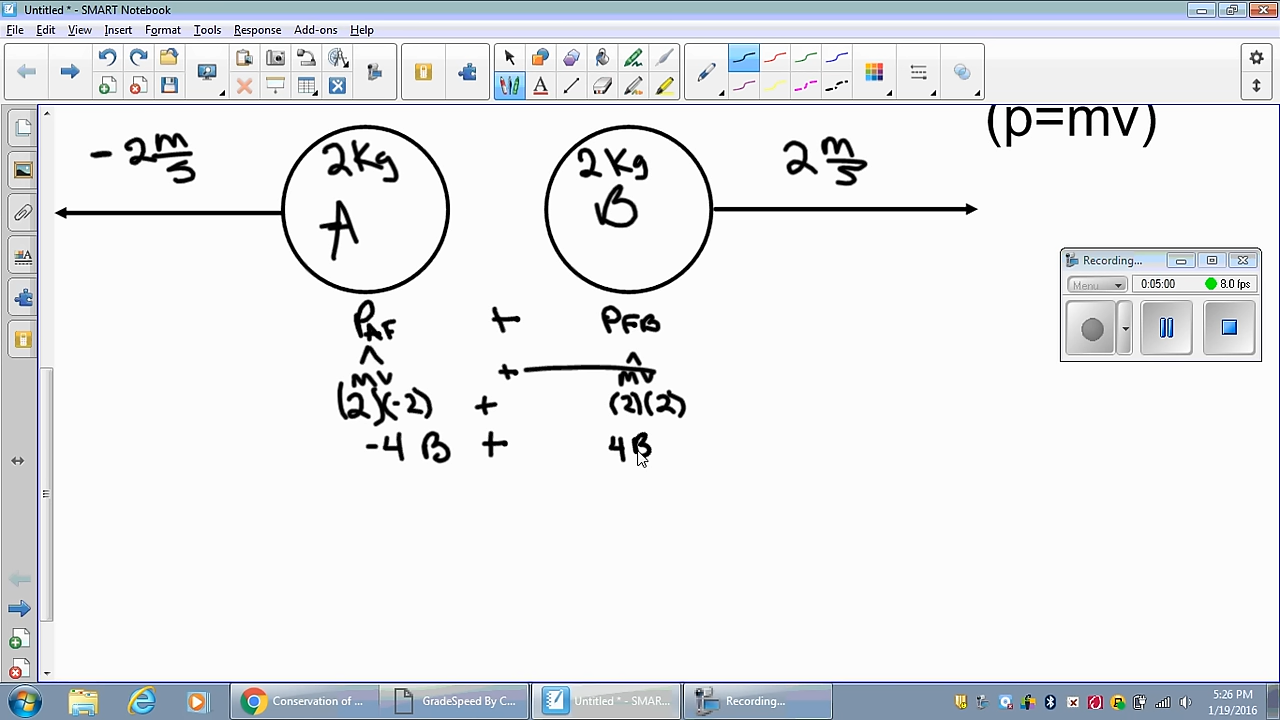 Untitled * - SMART Notebook
File Edit View Insert Format Tools Response Add-ons Help
(p=mv)
-2 m/s 2Kg 2Kg 2 m/s
A B
Recording...
Menu 0:05:00 8.0 fps
PAF + PFB
^ + ^
mv mv
(2)(-2) + (2)(2)
-4 B + 4B
Conservation of ... GradeSpeed By C... Untitled * - SMAR... Recording...
5:26 PM
1/19/2016